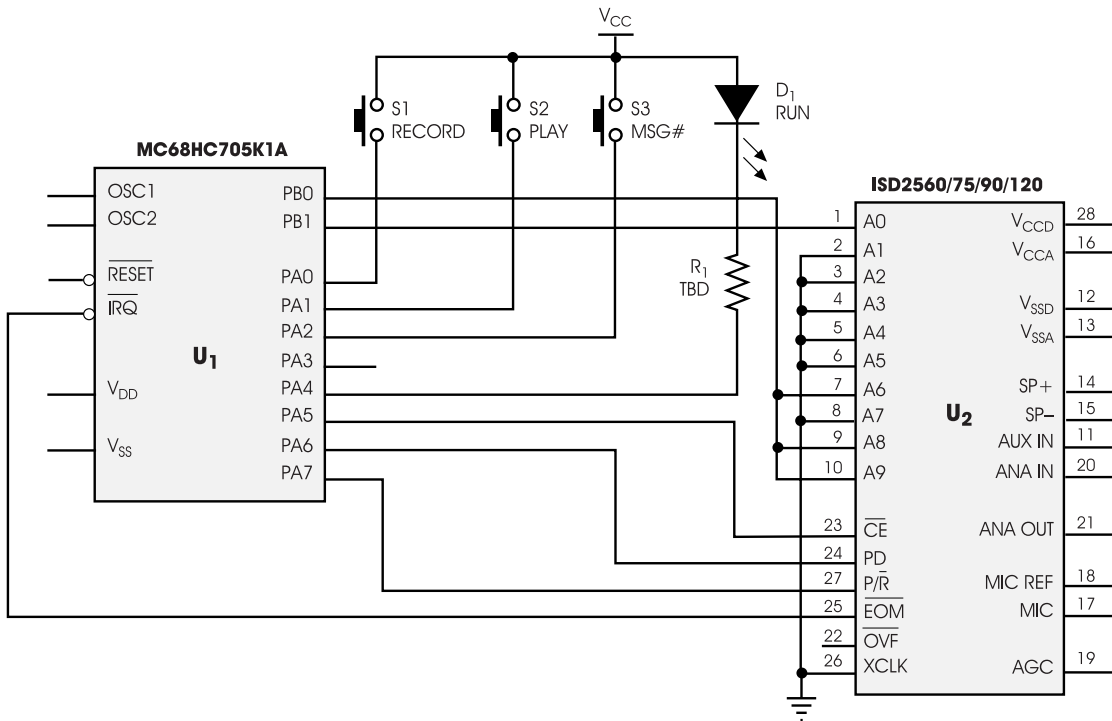 VCC
S1
RECORD
S2
PLAY
S3
MSG#
D1
RUN
MC68HC705K1A
OSC1
OSC2
RESET
IRQ
U1
VDD
VSS
PB0
PB1
PA0
PA1
PA2
PA3
PA4
PA5
PA6
PA7
R1
TBD
ISD2560/75/90/120
1 A0
2 A1
3 A2
4 A3
5 A4
6 A5
7 A6
8 A7
9 A8
10 A9
23 CE
24 PD
27 P/R
25 EOM
22 OVF
26 XCLK
U2
VCCD 28
VCCA 16
VSSD 12
VSSA 13
SP+ 14
SP– 15
AUX IN 11
ANA IN 20
ANA OUT 21
MIC REF 18
MIC 17
AGC 19